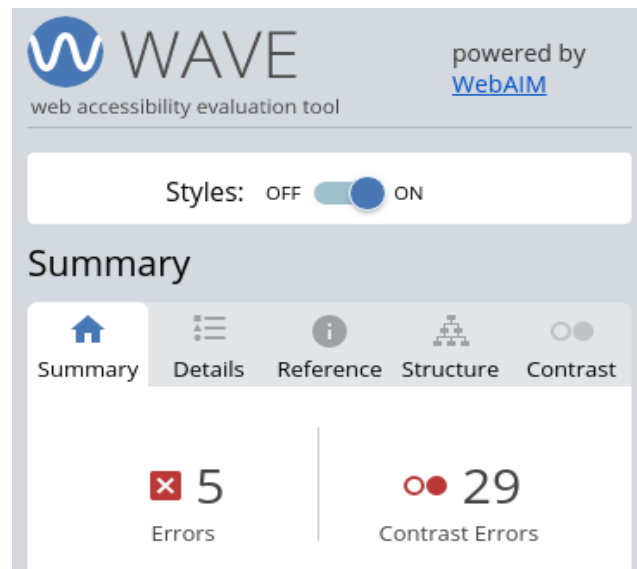 WAVE
powered by
WebAIM
web accessibility evaluation tool
Styles: OFF ON
Summary
Summary Details Reference Structure Contrast
5 29
Errors Contrast Errors